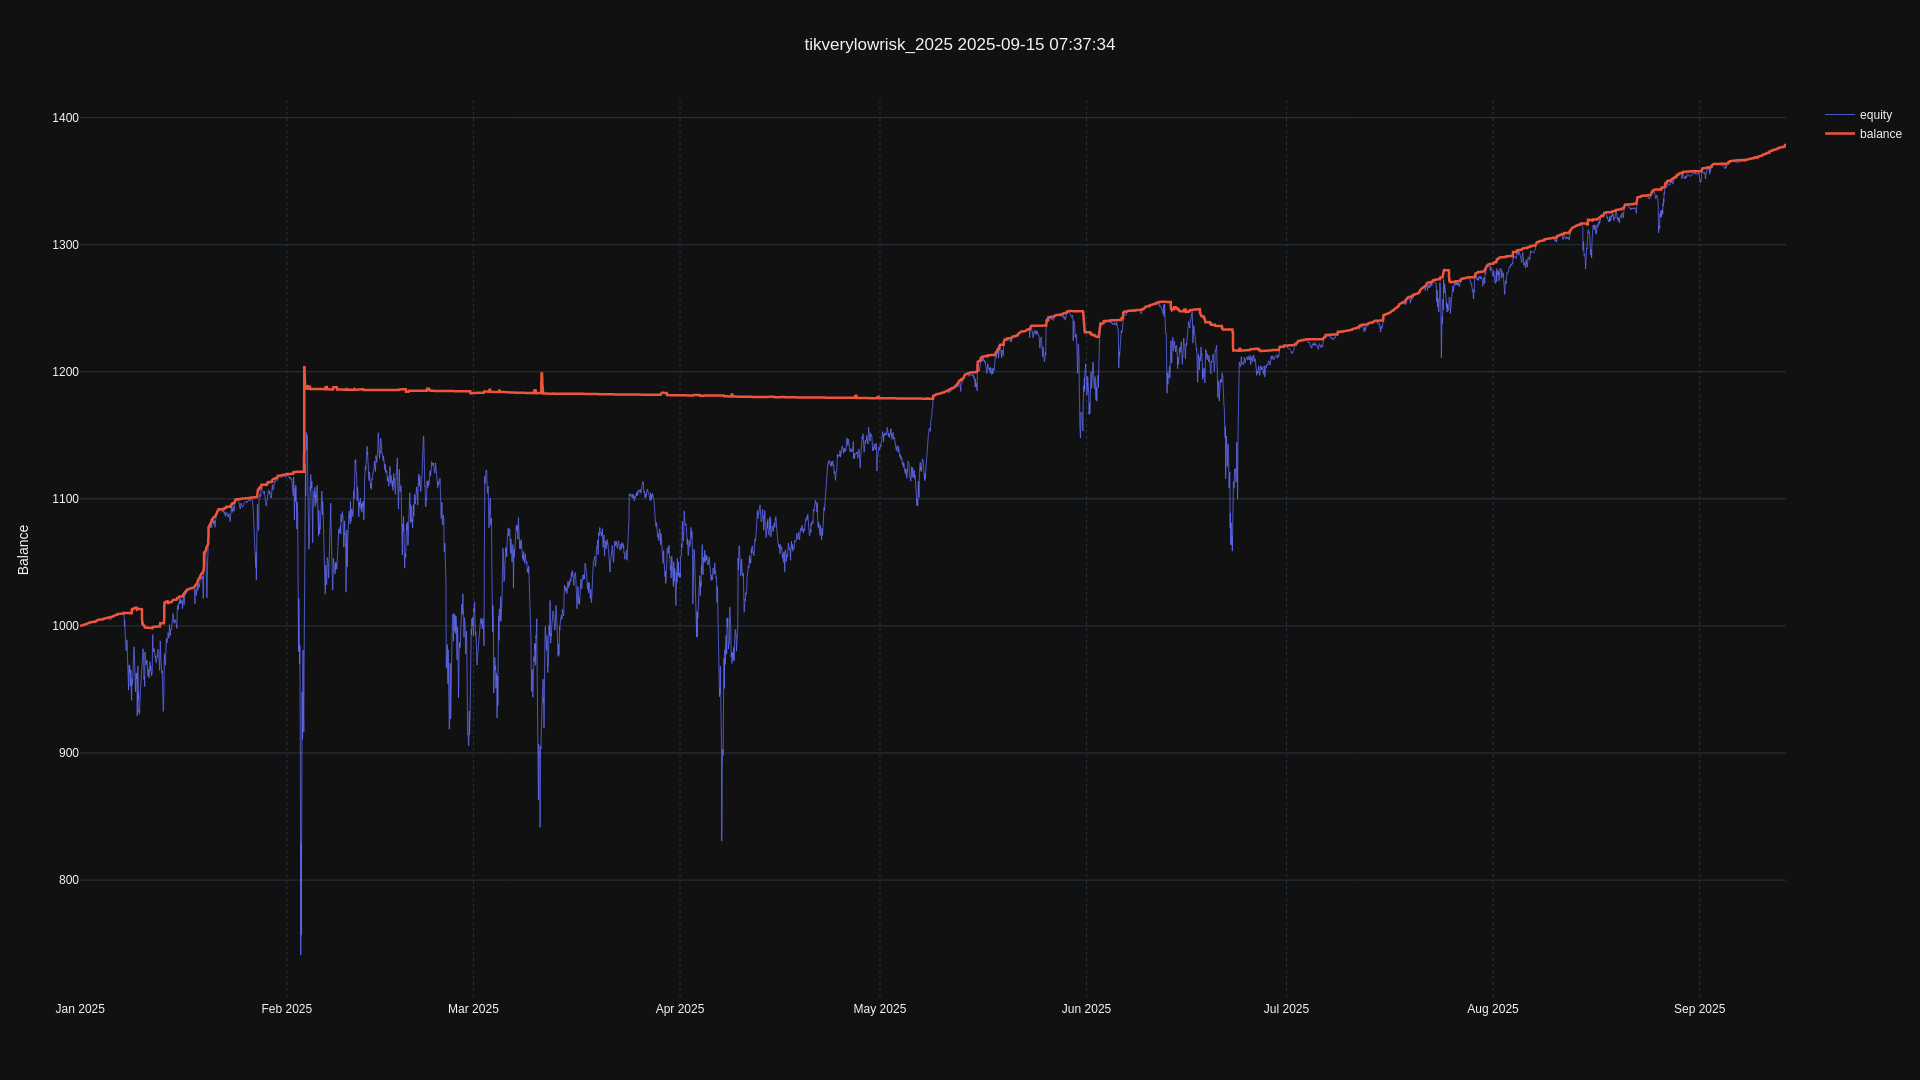 tikverylowrisk_2025 2025-09-15 07:37:34
equity
balance
Balance
1400
1300
1200
1100
1000
900
800
Jan 2025
Feb 2025
Mar 2025
Apr 2025
May 2025
Jun 2025
Jul 2025
Aug 2025
Sep 2025